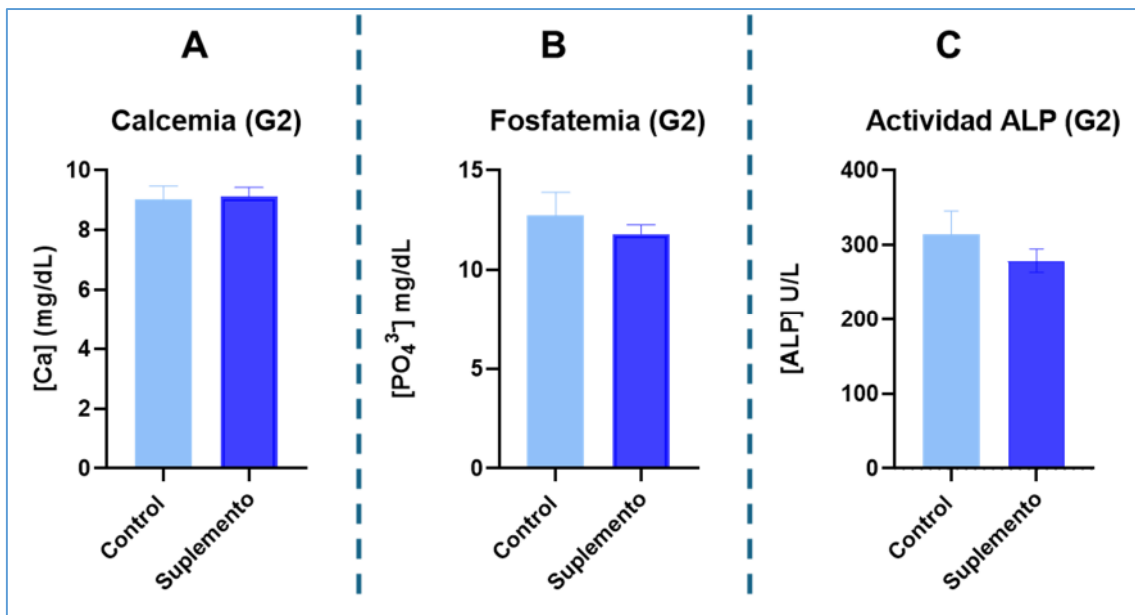 A
Calcemia (G2)
[Ca] (mg/dL)
10
8
6
4
2
0
Control
Suplemento
B
Fosfatemia (G2)
[PO₄³⁻] mg/dL
15
10
5
0
Control
Suplemento
C
Actividad ALP (G2)
[ALP] U/L
400
300
200
100
0
Control
Suplemento